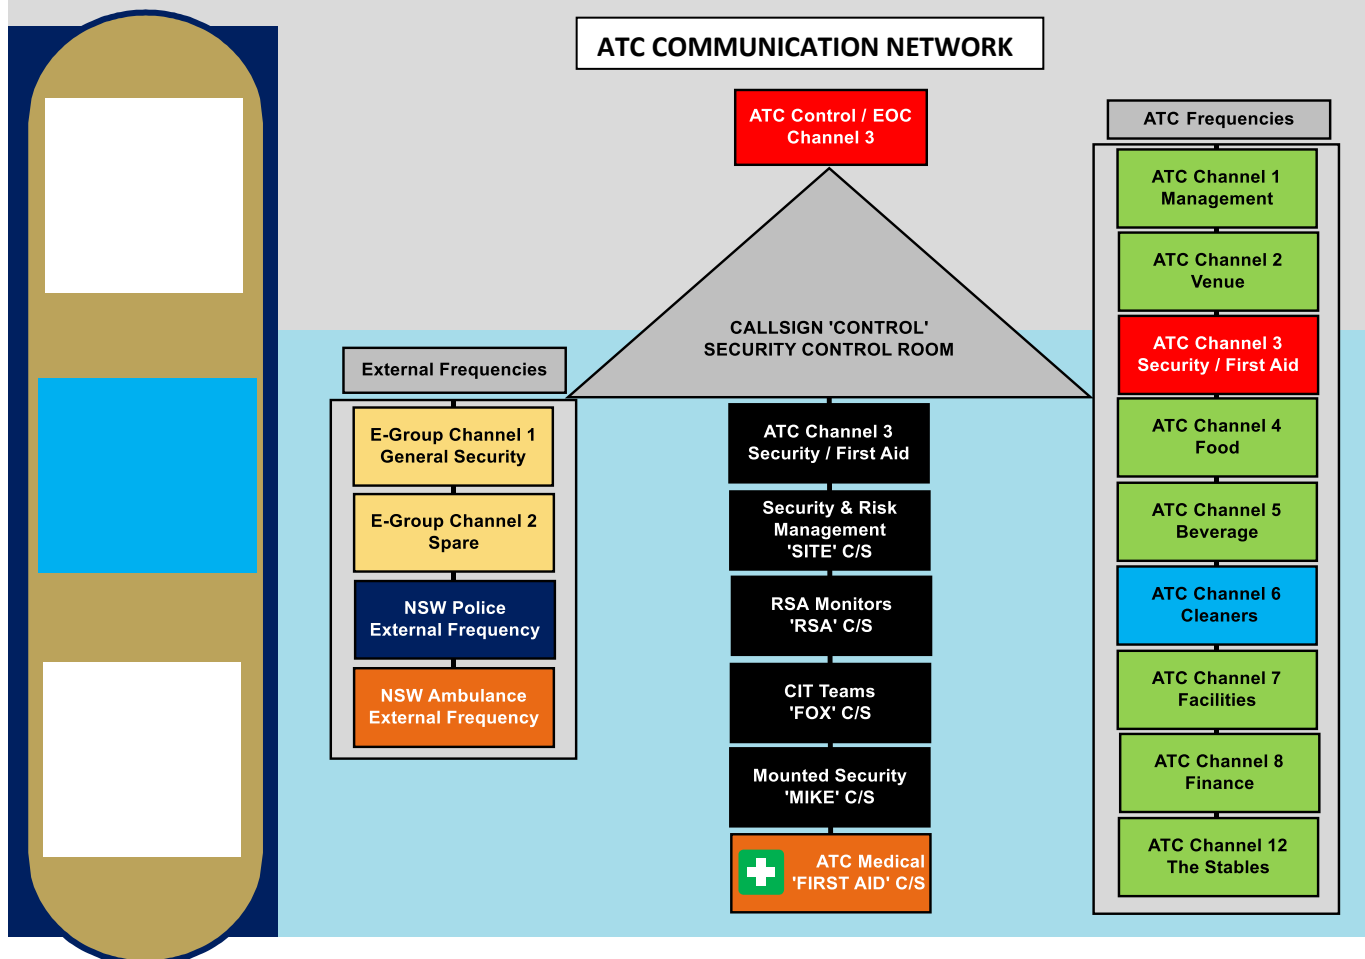 ATC COMMUNICATION NETWORK
ATC Control / EOC
Channel 3
CALLSIGN 'CONTROL'
SECURITY CONTROL ROOM
External Frequencies
E-Group Channel 1
General Security
E-Group Channel 2
Spare
NSW Police
External Frequency
NSW Ambulance
External Frequency
ATC Channel 3
Security / First Aid
Security & Risk
Management
'SITE' C/S
RSA Monitors
'RSA' C/S
CIT Teams
'FOX' C/S
Mounted Security
'MIKE' C/S
ATC Medical
'FIRST AID' C/S
ATC Frequencies
ATC Channel 1
Management
ATC Channel 2
Venue
ATC Channel 3
Security / First Aid
ATC Channel 4
Food
ATC Channel 5
Beverage
ATC Channel 6
Cleaners
ATC Channel 7
Facilities
ATC Channel 8
Finance
ATC Channel 12
The Stables